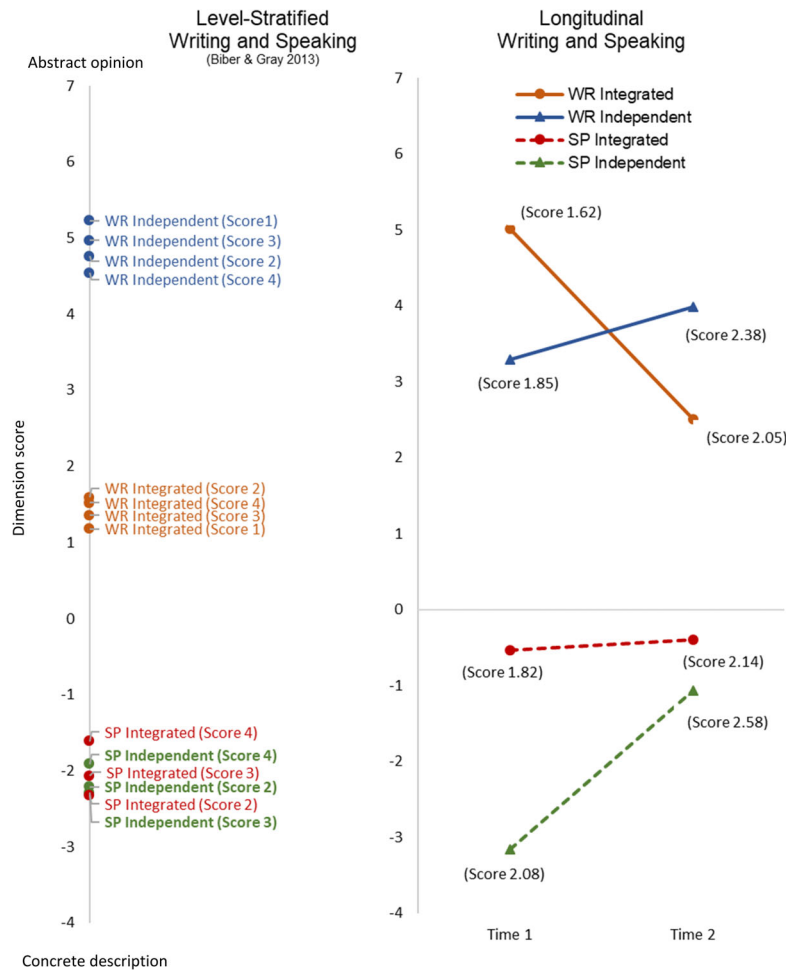 Level-Stratified
Writing and Speaking
(Biber & Gray 2013)
Abstract opinion
7
6
5
4
3
2
1
0
-1
-2
-3
-4
Dimension score
WR Independent (Score1)
WR Independent (Score 3)
WR Independent (Score 2)
WR Independent (Score 4)
WR Integrated (Score 2)
WR Integrated (Score 4)
WR Integrated (Score 3)
WR Integrated (Score 1)
SP Integrated (Score 4)
SP Independent (Score 4)
SP Integrated (Score 3)
SP Independent (Score 2)
SP Integrated (Score 2)
SP Independent (Score 3)
Concrete description
Longitudinal
Writing and Speaking
7
6
5
4
3
2
1
0
-1
-2
-3
-4
WR Integrated
WR Independent
SP Integrated
SP Independent
(Score 1.62)
(Score 2.38)
(Score 1.85)
(Score 2.05)
(Score 1.82)
(Score 2.14)
(Score 2.58)
(Score 2.08)
Time 1
Time 2